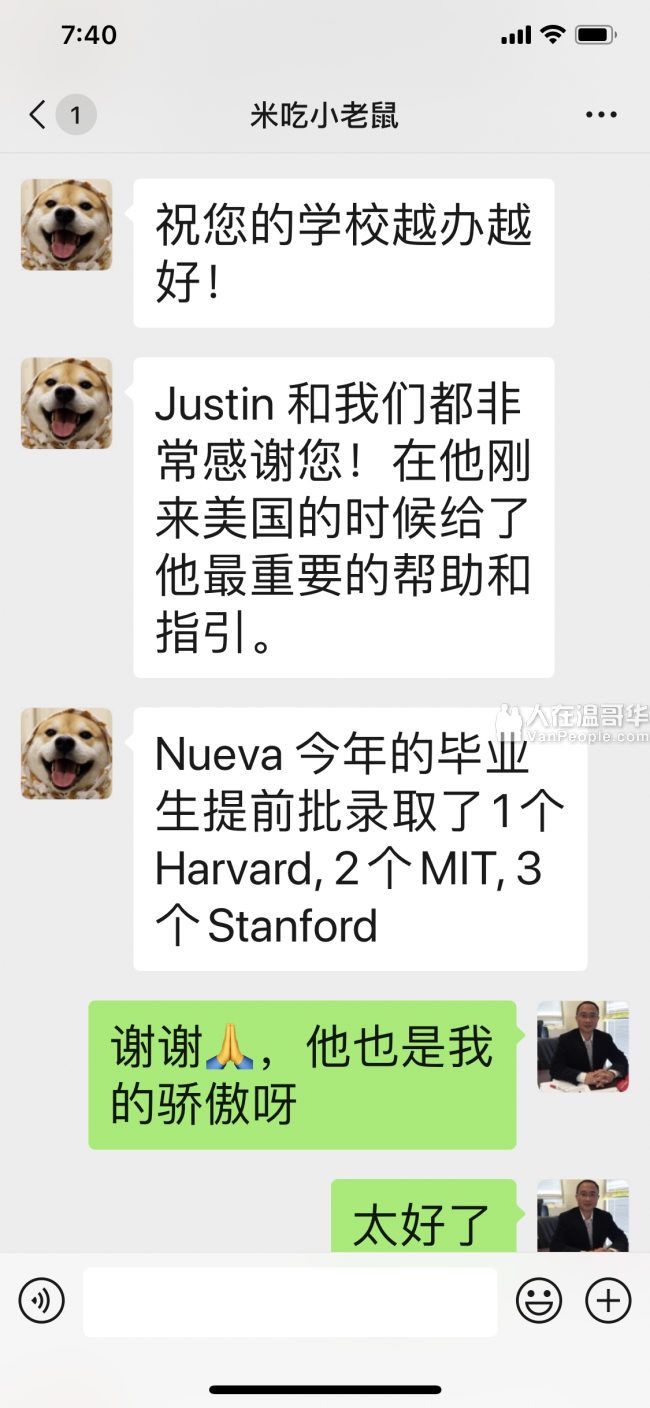 7:40
1
米吃小老鼠
祝您的学校越办越
好！
Justin 和我们都非
常感谢您！在他刚
来美国的时候给了
他最重要的帮助和
指引。
人在温哥华
VanPeople.com
Nueva 今年的毕业
生提前批录取了1个
Harvard, 2个MIT, 3
个Stanford
谢谢🙏，他也是我
的骄傲呀
太好了